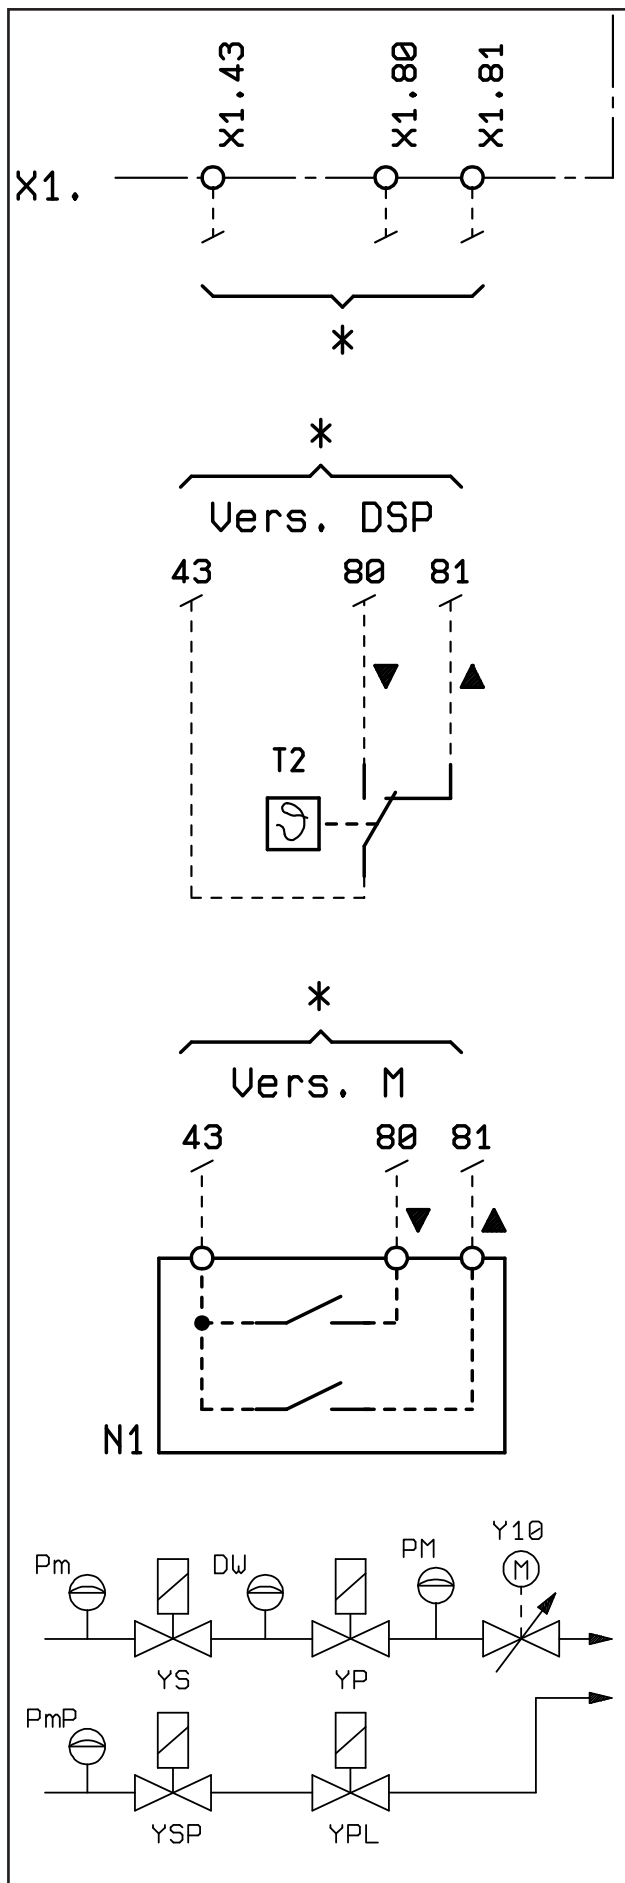 X1.43 X1.80 X1.81
X1.
*
*
Vers. DSP
43 80 81
T2
*
Vers. M
43 80 81
N1
Y10
Pm DW PM
M
YS YP
PmP
YSP YPL